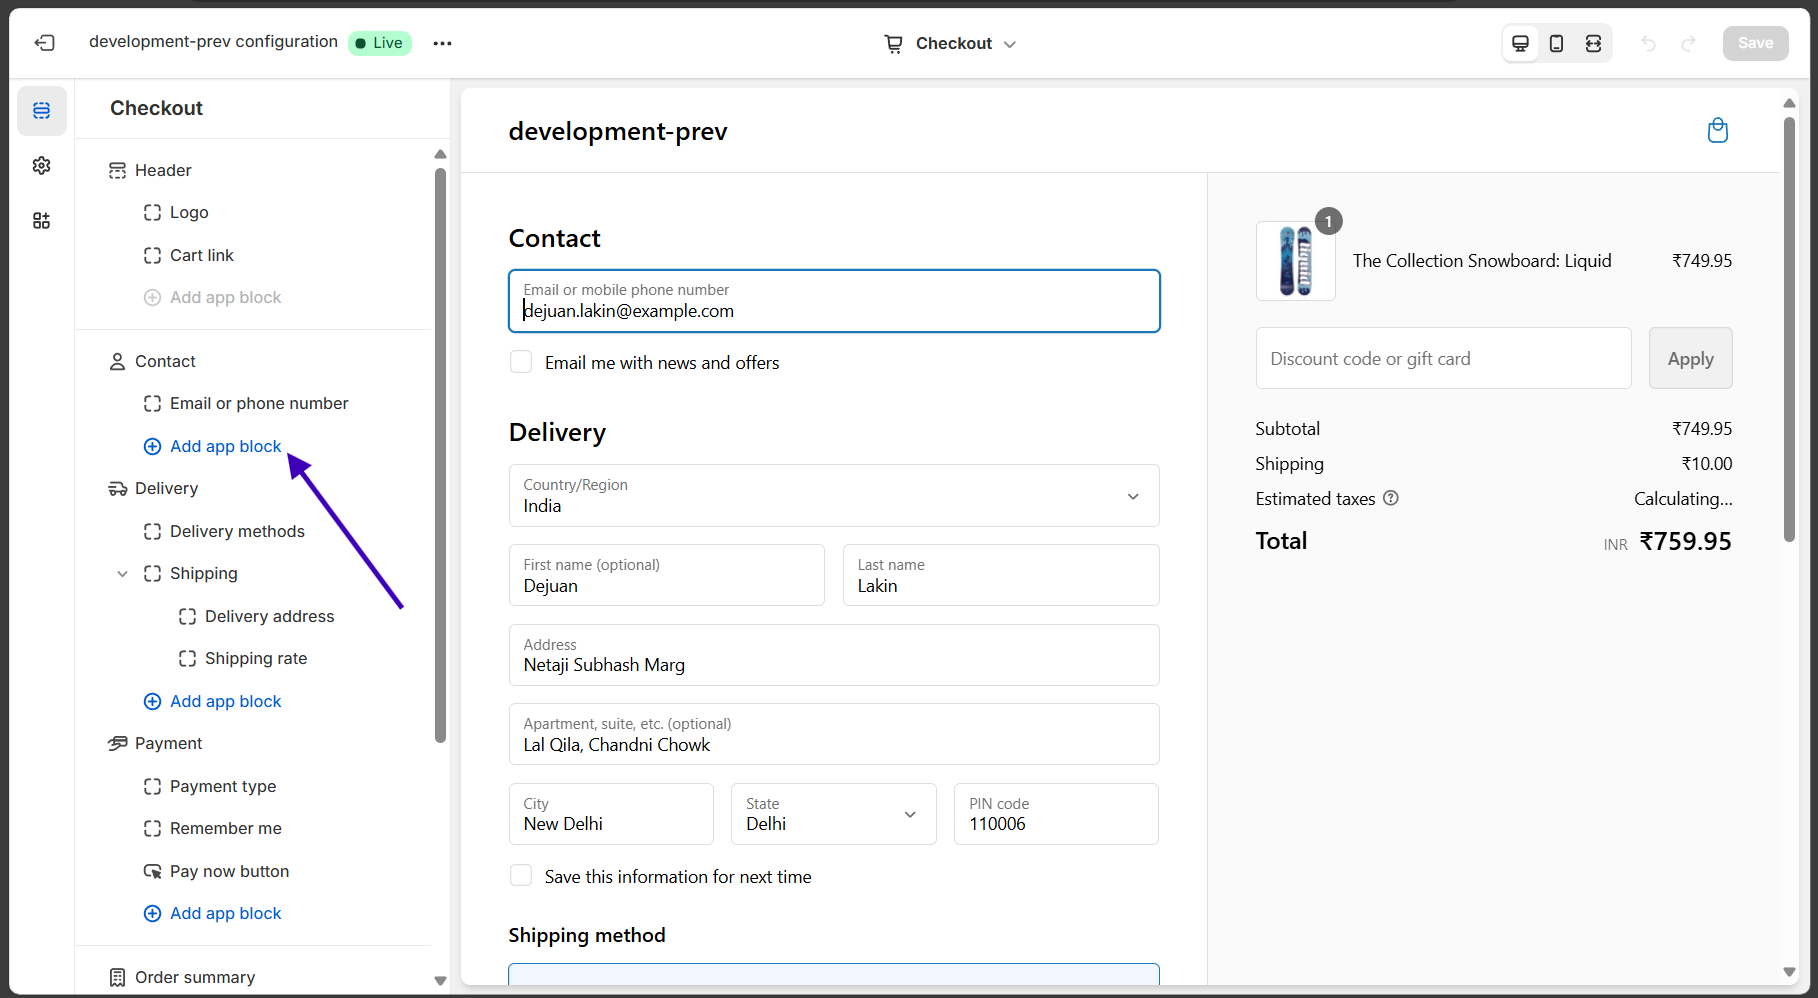 development-prev configuration
Live
Checkout
Save
Checkout
Header
Logo
Cart link
Add app block
Contact
Email or phone number
Add app block
Delivery
Delivery methods
Shipping
Delivery address
Shipping rate
Add app block
Payment
Payment type
Remember me
Pay now button
Add app block
Order summary
development-prev
Contact
Email or mobile phone number
dejuan.lakin@example.com
Email me with news and offers
Delivery
Country/Region
India
First name (optional)
Dejuan
Last name
Lakin
Address
Netaji Subhash Marg
Apartment, suite, etc. (optional)
Lal Qila, Chandni Chowk
City
New Delhi
State
Delhi
PIN code
110006
Save this information for next time
Shipping method
1
The Collection Snowboard: Liquid ₹749.95
Discount code or gift card
Apply
Subtotal ₹749.95
Shipping ₹10.00
Estimated taxes Calculating...
Total INR ₹759.95